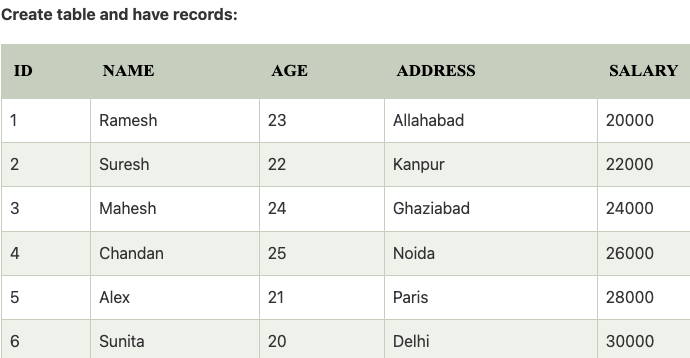 Create table and have records:
ID NAME AGE ADDRESS SALARY
1 Ramesh 23 Allahabad 20000
2 Suresh 22 Kanpur 22000
3 Mahesh 24 Ghaziabad 24000
4 Chandan 25 Noida 26000
5 Alex 21 Paris 28000
6 Sunita 20 Delhi 30000